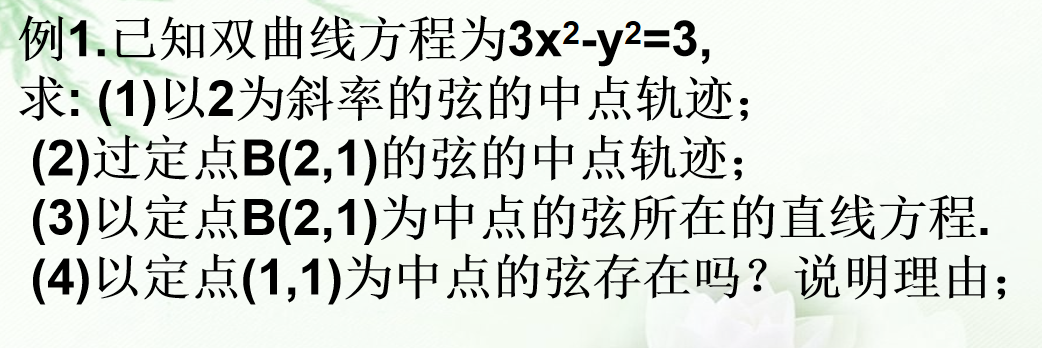 例1.已知双曲线方程为3x²-y²=3,
求: (1)以2为斜率的弦的中点轨迹；
(2)过定点B(2,1)的弦的中点轨迹；
(3)以定点B(2,1)为中点的弦所在的直线方程.
(4)以定点(1,1)为中点的弦存在吗？说明理由；